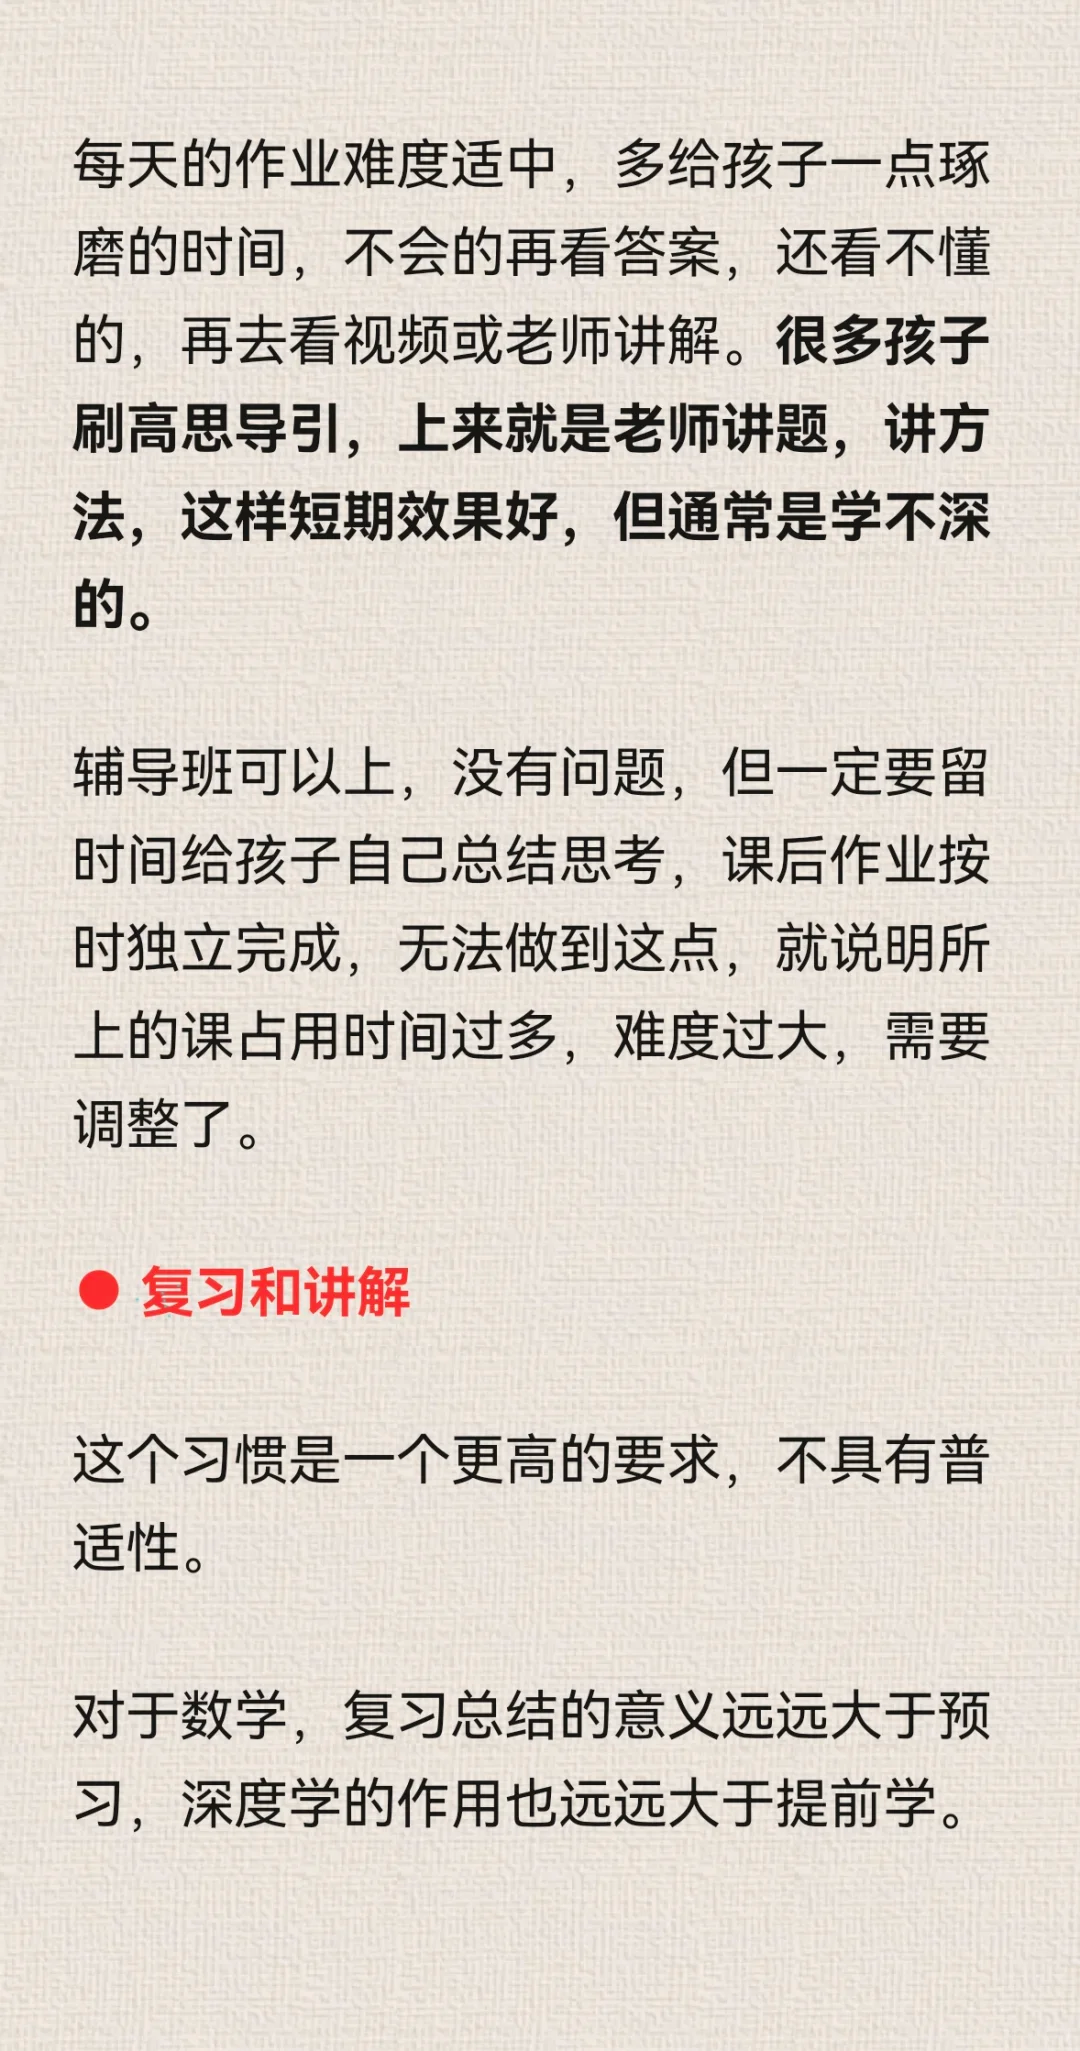 每天的作业难度适中，多给孩子一点琢
磨的时间，不会的再看答案，还看不懂
的，再去看视频或老师讲解。很多孩子
刷高思导引，上来就是老师讲题，讲方
法，这样短期效果好，但通常是学不深
的。
辅导班可以上，没有问题，但一定要留
时间给孩子自己总结思考，课后作业按
时独立完成，无法做到这点，就说明所
上的课占用时间过多，难度过大，需要
调整了。
复习和讲解
这个习惯是一个更高的要求，不具有普
适性。
对于数学，复习总结的意义远远大于预
习，深度学的作用也远远大于提前学。